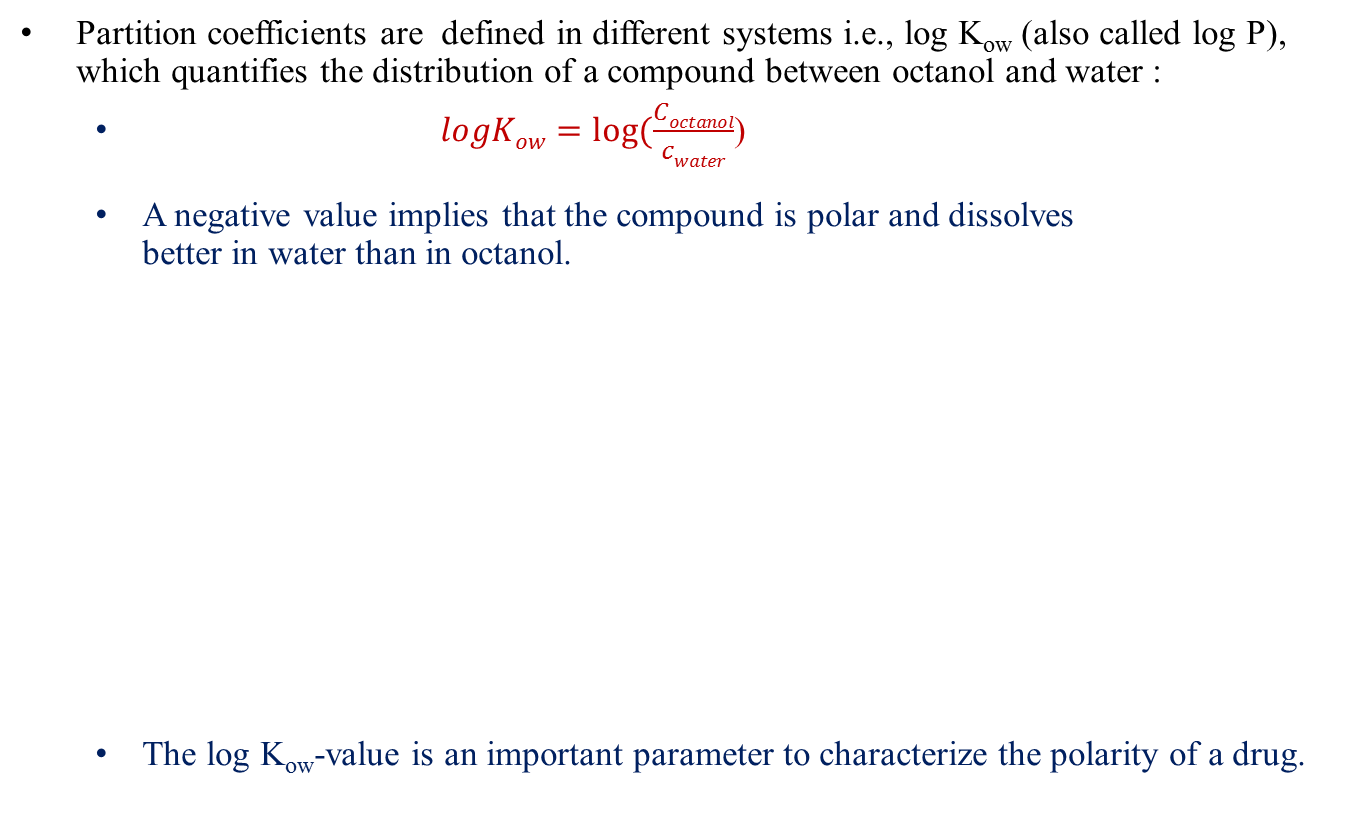 • Partition coefficients are defined in different systems i.e., log Kow (also called log P),
which quantifies the distribution of a compound between octanol and water :
• logKow = log(Coctanol/cwater)
• A negative value implies that the compound is polar and dissolves
better in water than in octanol.
• The log Kow-value is an important parameter to characterize the polarity of a drug.